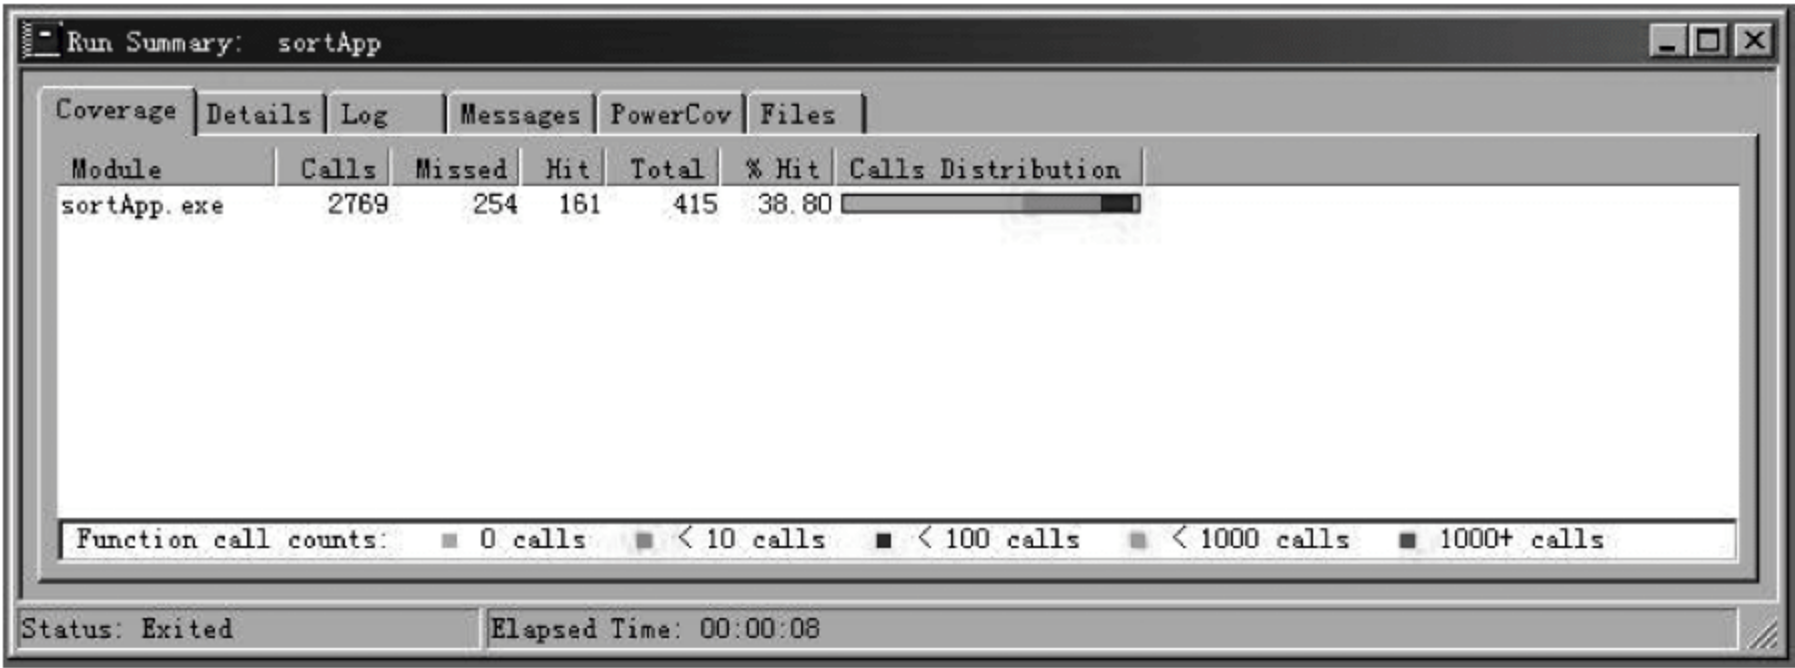 Run Summary: sortApp
Coverage Details Log Messages PowerCov Files
Module Calls Missed Hit Total % Hit Calls Distribution
sortApp.exe 2769 254 161 415 38.80
Function call counts: 0 calls < 10 calls < 100 calls < 1000 calls 1000+ calls
Status: Exited Elapsed Time: 00:00:08